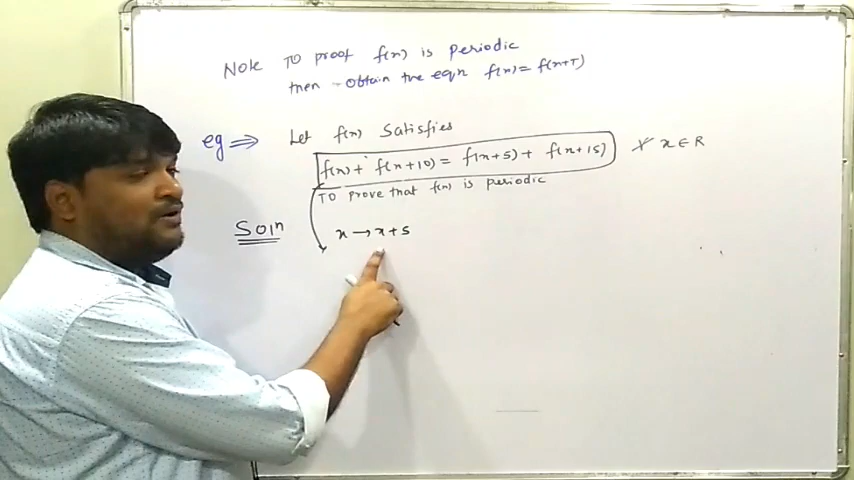 Note To proof f(x) is periodic
then - obtain the eqn f(x) = f(x+T)
eg ⇒ Let f(x) Satisfies
f(x) + f(x+10) = f(x+5) + f(x+15) ∀ x ∈ R
To prove that f(x) is periodic
Solⁿ x → x+5